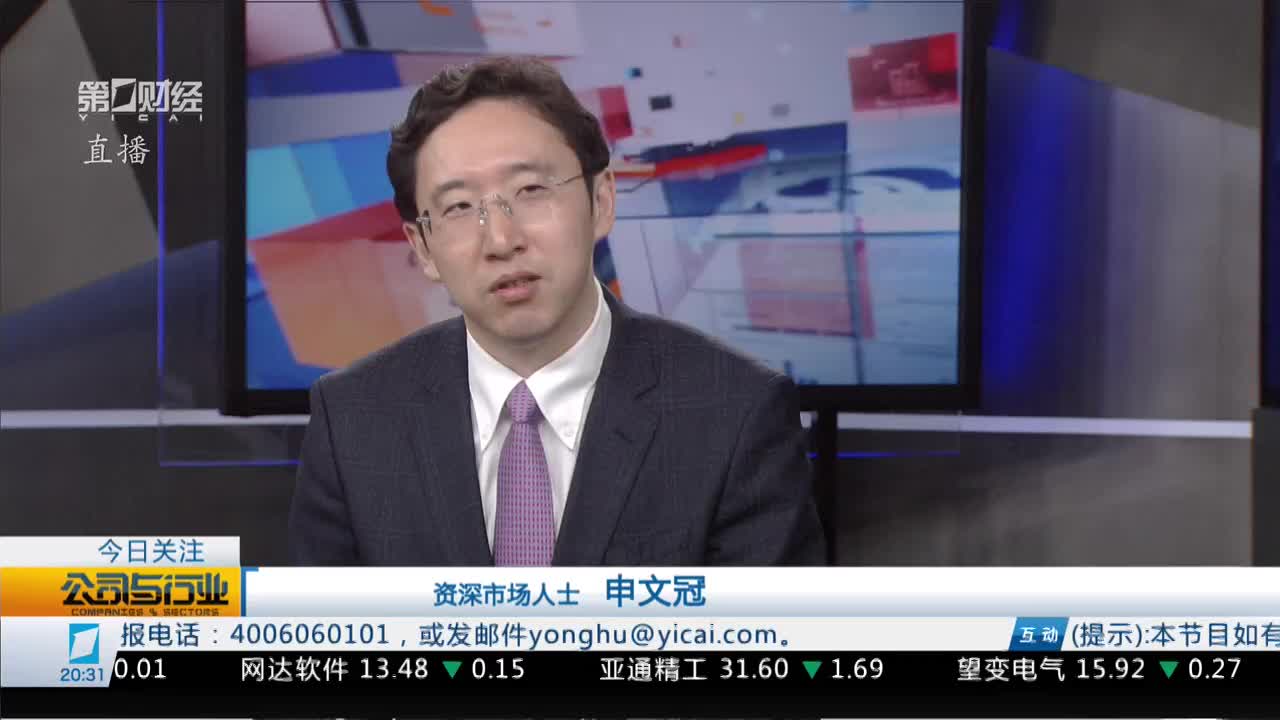 第一财经
YICAI
直播
今日关注
公司与行业
COMPANIES & SECTORS
资深市场人士 申文冠
报电话：4006060101，或发邮件yonghu@yicai.com。 互动 (提示):本节目如有
20:31 0.01 网达软件 13.48 ▼ 0.15 亚通精工 31.60 ▼ 1.69 望变电气 15.92 ▼ 0.27